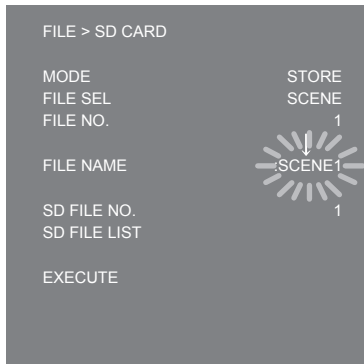 FILE > SD CARD
MODE STORE
FILE SEL SCENE
FILE NO. 1
↓
FILE NAME :SCENE1
SD FILE NO. 1
SD FILE LIST
EXECUTE